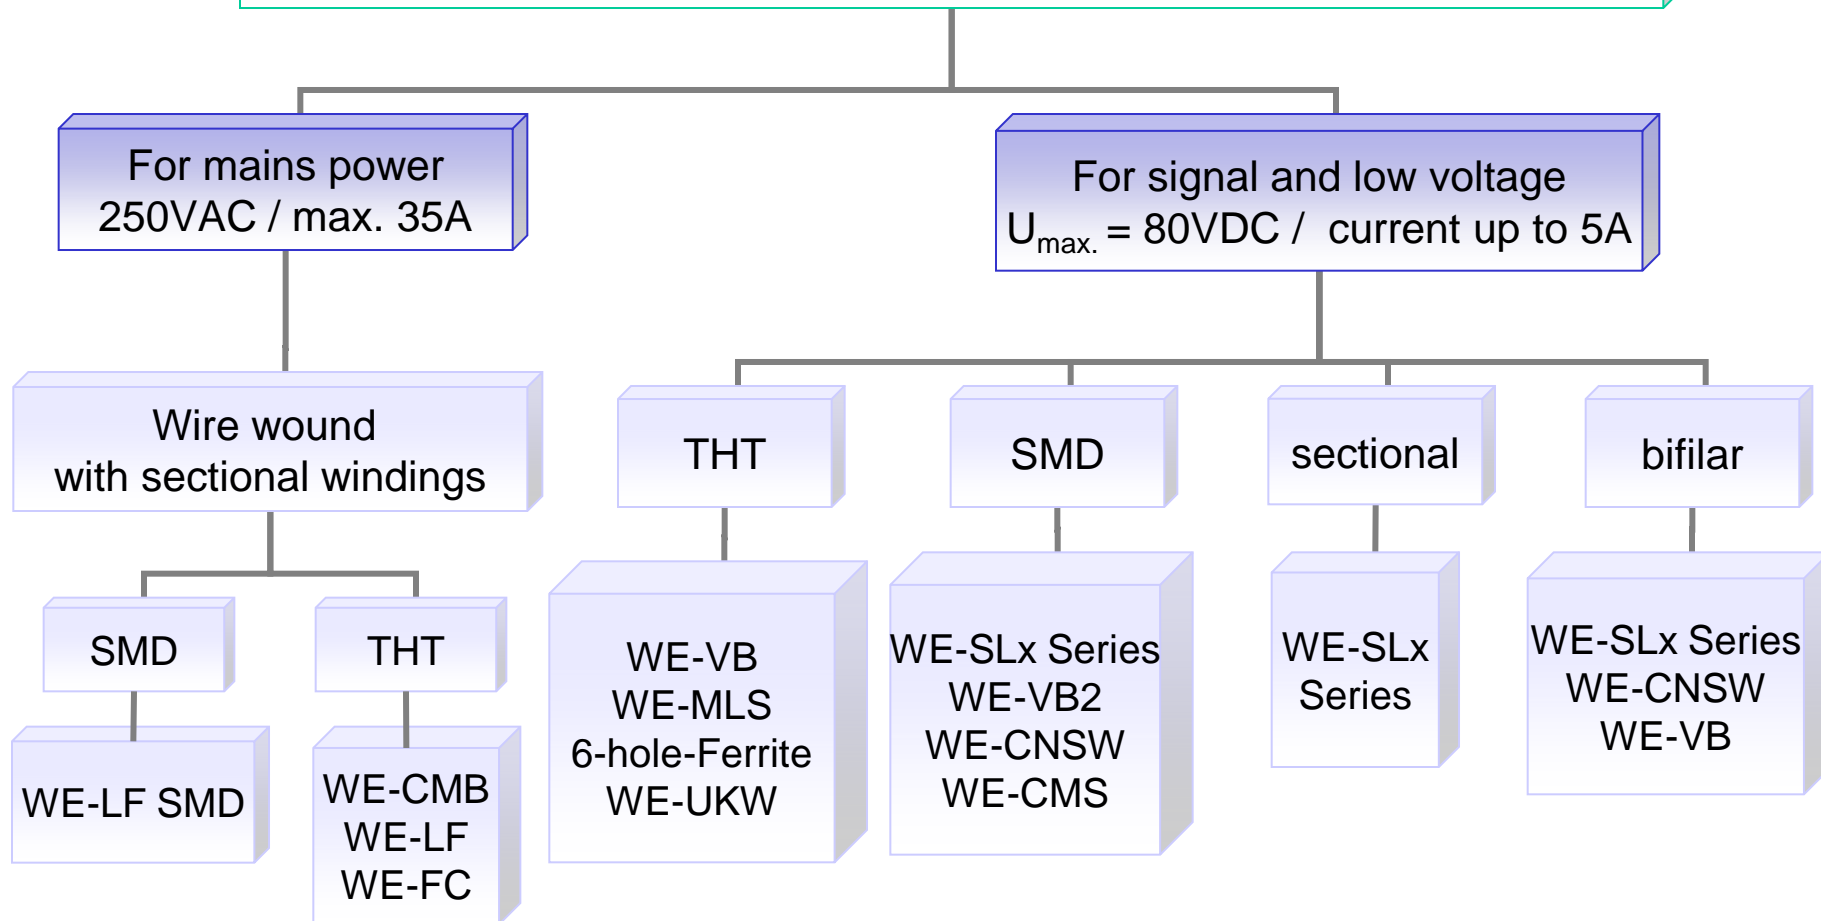 For mains power
250VAC / max. 35A
For signal and low voltage
Umax. = 80VDC / current up to 5A
Wire wound
with sectional windings
THT
SMD
sectional
bifilar
SMD
THT
WE-VB
WE-MLS
6-hole-Ferrite
WE-UKW
WE-SLx Series
WE-VB2
WE-CNSW
WE-CMS
WE-SLx
Series
WE-SLx Series
WE-CNSW
WE-VB
WE-LF SMD
WE-CMB
WE-LF
WE-FC